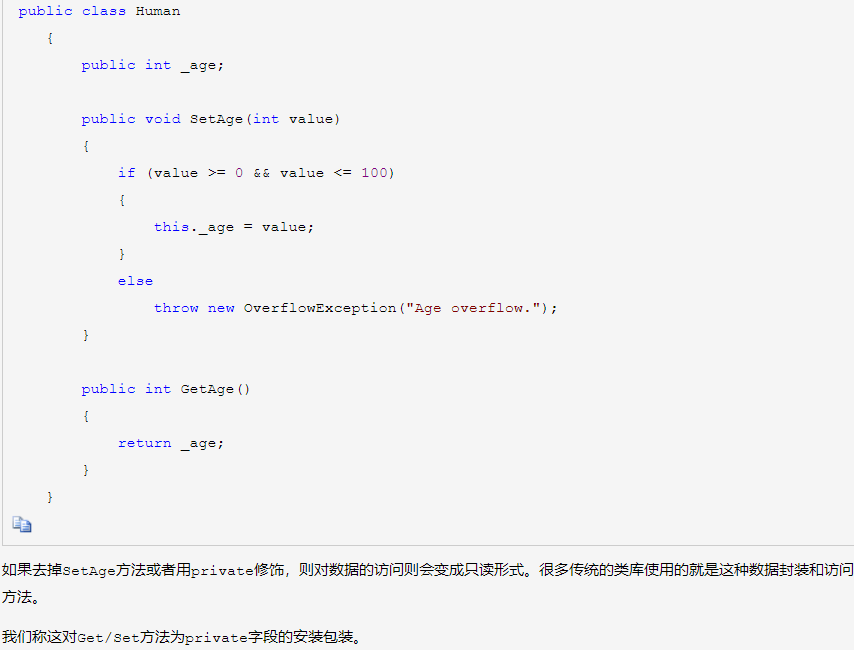 public class Human
{
public int _age;
public void SetAge(int value)
{
if (value >= 0 && value <= 100)
{
this._age = value;
}
else
throw new OverflowException("Age overflow.");
}
public int GetAge()
{
return _age;
}
}
如果去掉SetAge方法或者用private修饰，则对数据的访问则会变成只读形式。很多传统的类库使用的就是这种数据封装和访问
方法。
我们称这对Get/Set方法为private字段的安装包装。